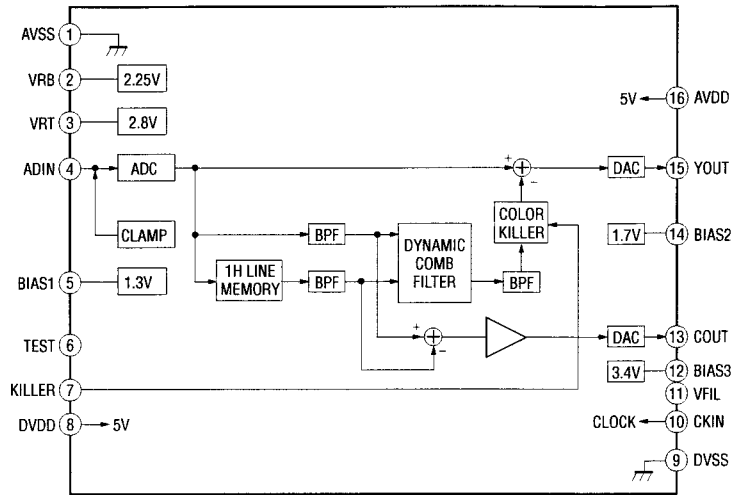 AVSS 1
VRB 2 2.25V
VRT 3 2.8V
ADIN 4 ADC
CLAMP
BIAS1 5 1.3V
TEST 6
KILLER 7
DVDD 8 5V
1H LINE
MEMORY
BPF
BPF
DYNAMIC
COMB
FILTER
BPF
COLOR
KILLER
+
−
+
−
5V 16 AVDD
DAC 15 YOUT
1.7V 14 BIAS2
DAC 13 COUT
3.4V 12 BIAS3
11 VFIL
CLOCK 10 CKIN
9 DVSS